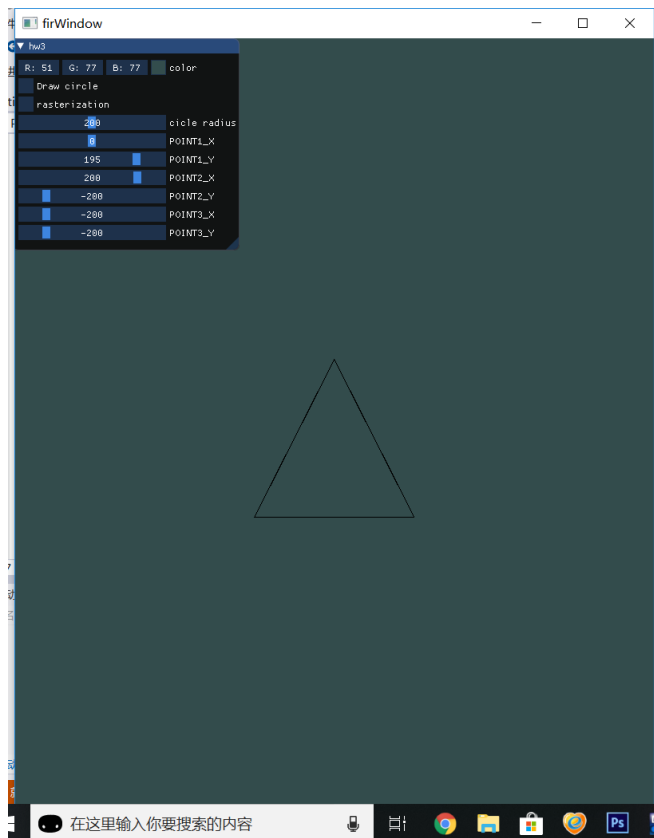 firWindow
hw3
R: 51 G: 77 B: 77 color
Draw circle
rasterization
200 cicle radius
0 POINT1_X
195 POINT1_Y
200 POINT2_X
-200 POINT2_Y
-200 POINT3_X
-200 POINT3_Y
在这里输入你要搜索的内容
Ps